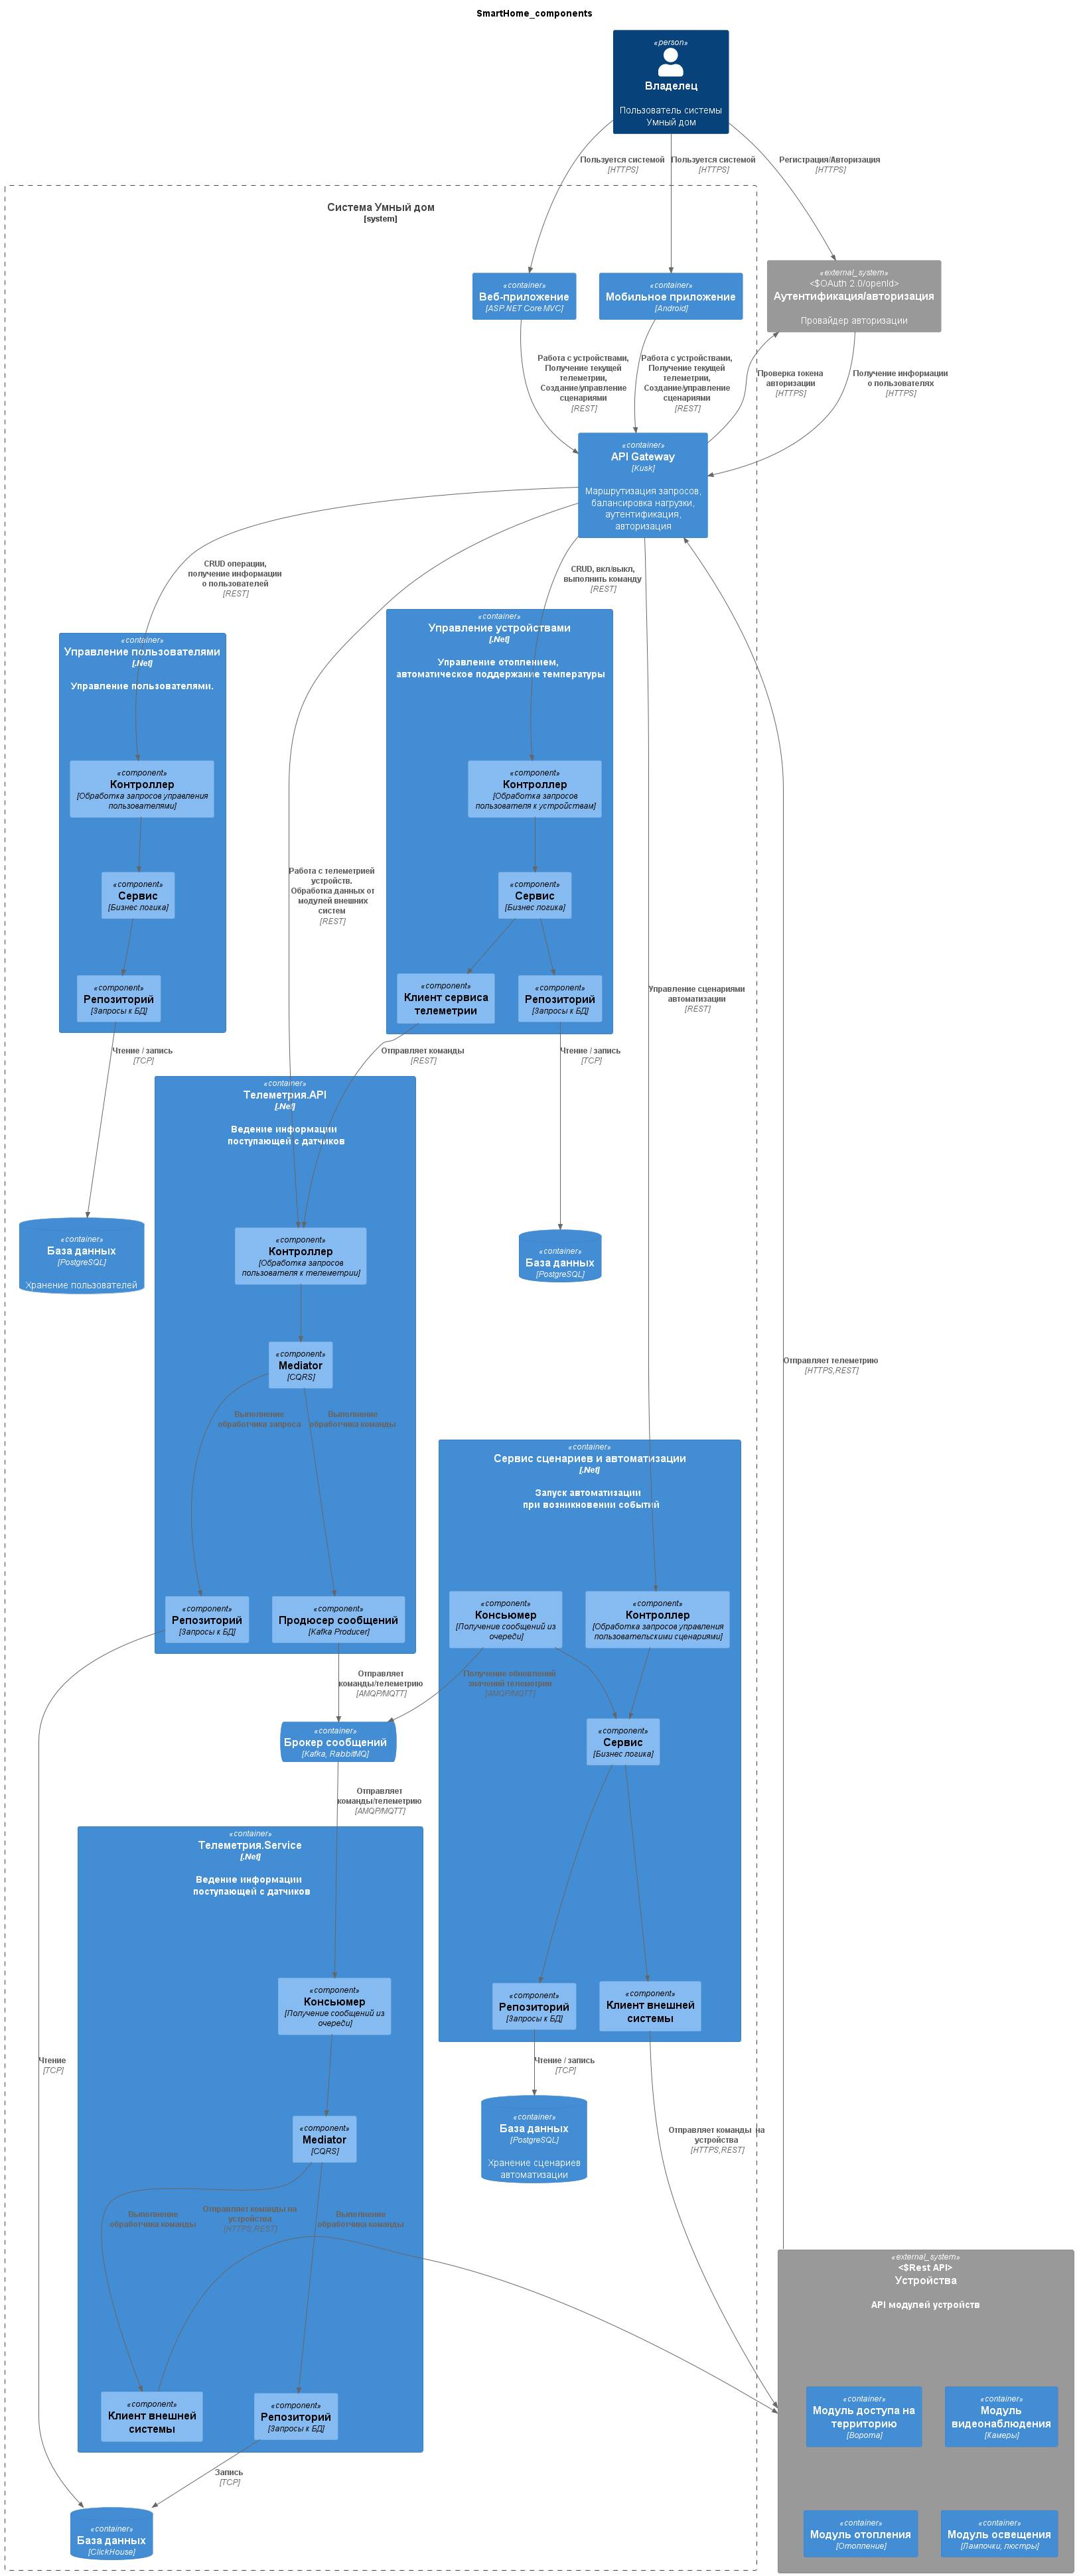 SmartHome_components
«person»
Владелец
Пользователь системы
Умный дом
Пользуется системой
[HTTPS]
Пользуется системой
[HTTPS]
Регистрация/Авторизация
[HTTPS]
Система Умный дом
[system]
«container»
Веб-приложение
[ASP.NET Core MVC]
«container»
Мобильное приложение
[Android]
«external_system»
<$OAuth 2.0/openId>
Аутентификация/авторизация
Провайдер авторизации
Работа с устройствами,
Получение текущей
телеметрии,
Создание/управление
сценариями
[REST]
Работа с устройствами,
Получение текущей
телеметрии,
Создание/управление
сценариями
[REST]
Проверка токена
авторизации
[HTTPS]
Получение информации
о пользователях
[HTTPS]
«container»
API Gateway
[Kusk]
Маршрутизация запросов,
балансировка нагрузки,
аутентификация,
авторизация
CRUD операции,
получение информации
о пользователей
[REST]
CRUD, вкл/выкл,
выполнить команду
[REST]
«container»
Управление пользователями
[.Net]
Управление пользователями.
«component»
Контроллер
[Обработка запросов управления
пользователями]
«component»
Сервис
[Бизнес логика]
«component»
Репозиторий
[Запросы к БД]
«container»
Управление устройствами
[.Net]
Управление отоплением,
автоматическое поддержание температуры
«component»
Контроллер
[Обработка запросов
пользователя к устройствам]
«component»
Сервис
[Бизнес логика]
«component»
Клиент сервиса
телеметрии
«component»
Репозиторий
[Запросы к БД]
Работа с телеметрией
устройств.
Обработка данных от
модулей внешних
систем
[REST]
Управление сценариями
автоматизации
[REST]
Чтение / запись
[TCP]
Отправляет команды
[REST]
Чтение / запись
[TCP]
«container»
Телеметрия.API
[.Net]
Ведение информации
поступающей с датчиков
«container»
База данных
[PostgreSQL]
Хранение пользователей
«component»
Контроллер
[Обработка запросов
пользователя к телеметрии]
«container»
База данных
[PostgreSQL]
«component»
Mediator
[CQRS]
Выполнение
обработчика запроса
Выполнение
обработчика команды
Отправляет телеметрию
[HTTPS,REST]
«component»
Репозиторий
[Запросы к БД]
«component»
Продюсер сообщений
[Kafka Producer]
«container»
Сервис сценариев и автоматизации
[.Net]
Запуск автоматизации
при возникновении событий
«component»
Консьюмер
[Получение сообщений из
очереди]
«component»
Контроллер
[Обработка запросов управления
пользовательскими сценариями]
Отправляет
команды/телеметрию
[AMQP/MQTT]
Получение обновлений
значений телеметрии
[AMQP/MQTT]
«container»
Брокер сообщений
[Kafka, RabbitMQ]
«component»
Сервис
[Бизнес логика]
Отправляет
команды/телеметрию
[AMQP/MQTT]
«container»
Телеметрия.Service
[.Net]
Ведение информации
поступающей с датчиков
«component»
Консьюмер
[Получение сообщений из
очереди]
«component»
Репозиторий
[Запросы к БД]
«component»
Клиент внешней
системы
Чтение
[TCP]
Чтение / запись
[TCP]
«component»
Mediator
[CQRS]
«container»
База данных
[PostgreSQL]
Хранение сценариев
автоматизации
Отправляет команды на
устройства
[HTTPS,REST]
Выполнение
обработчика команды
Отправляет команды на
устройства
[HTTPS,REST]
Выполнение
обработчика команды
«external_system»
<$Rest API>
Устройства
API модулей устройств
«component»
Клиент внешней
системы
«component»
Репозиторий
[Запросы к БД]
«container»
Модуль доступа на
территорию
[Ворота]
«container»
Модуль
видеонаблюдения
[Камеры]
Запись
[TCP]
«container»
База данных
[ClickHouse]
«container»
Модуль отопления
[Отопление]
«container»
Модуль освещения
[Лампочки, люстры]